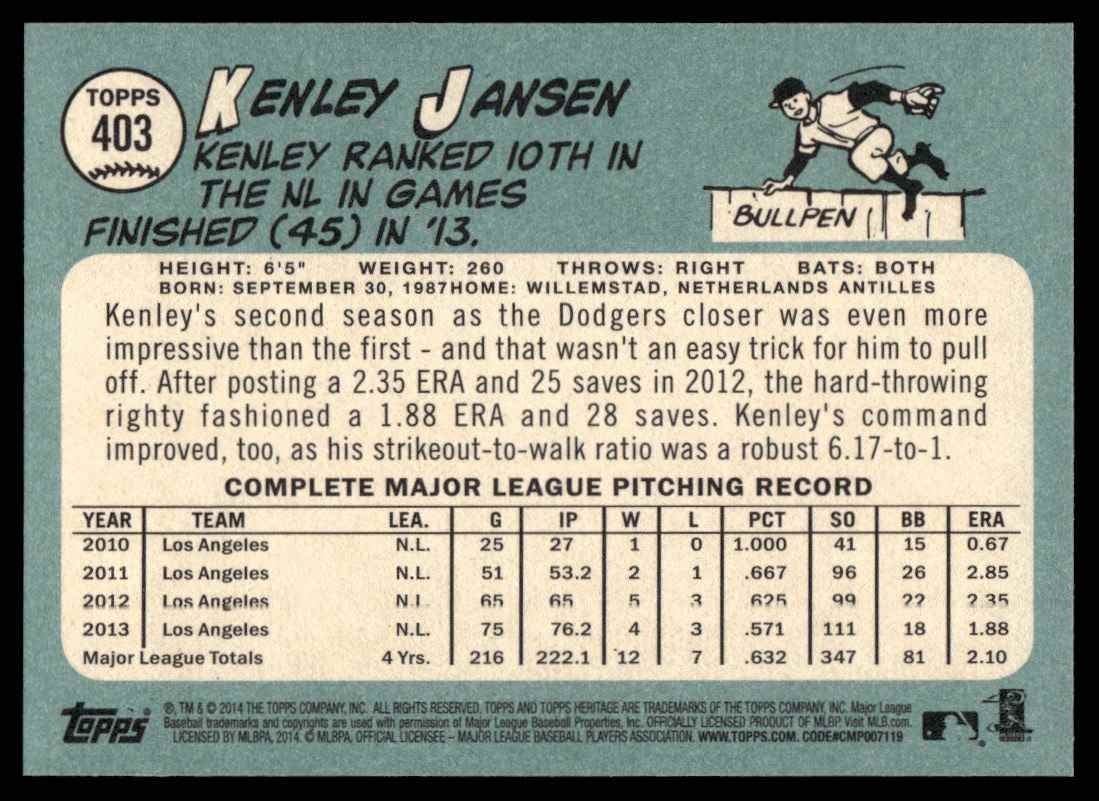 TOPPS
403
KENLEY JANSEN
KENLEY RANKED 10TH IN
THE NL IN GAMES
FINISHED (45) IN '13.
BULLPEN
HEIGHT: 6'5" WEIGHT: 260 THROWS: RIGHT BATS: BOTH
BORN: SEPTEMBER 30, 1987HOME: WILLEMSTAD, NETHERLANDS ANTILLES
Kenley's second season as the Dodgers closer was even more
impressive than the first - and that wasn't an easy trick for him to pull
off. After posting a 2.35 ERA and 25 saves in 2012, the hard-throwing
righty fashioned a 1.88 ERA and 28 saves. Kenley's command
improved, too, as his strikeout-to-walk ratio was a robust 6.17-to-1.
COMPLETE MAJOR LEAGUE PITCHING RECORD
YEAR TEAM LEA. G IP W L PCT SO BB ERA
2010 Los Angeles N.L. 25 27 1 0 1.000 41 15 0.67
2011 Los Angeles N.L. 51 53.2 2 1 .667 96 26 2.85
2012 Los Angeles N.L. 65 65 5 3 .625 99 22 2.35
2013 Los Angeles N.L. 75 76.2 4 3 .571 111 18 1.88
Major League Totals 4 Yrs. 216 222.1 12 7 .632 347 81 2.10
topps
®, TM & © 2014 THE TOPPS COMPANY, INC. ALL RIGHTS RESERVED. TOPPS AND TOPPS HERITAGE ARE TRADEMARKS OF THE TOPPS COMPANY, INC. Major League
Baseball trademarks and copyrights are used with permission of Major League Baseball Properties, Inc. OFFICIALLY LICENSED PRODUCT OF MLBP. Visit MLB.com.
LICENSED BY MLBPA, 2014. © MLBPA, OFFICIAL LICENSEE – MAJOR LEAGUE BASEBALL PLAYERS ASSOCIATION. WWW.TOPPS.COM. CODE#CMP007119